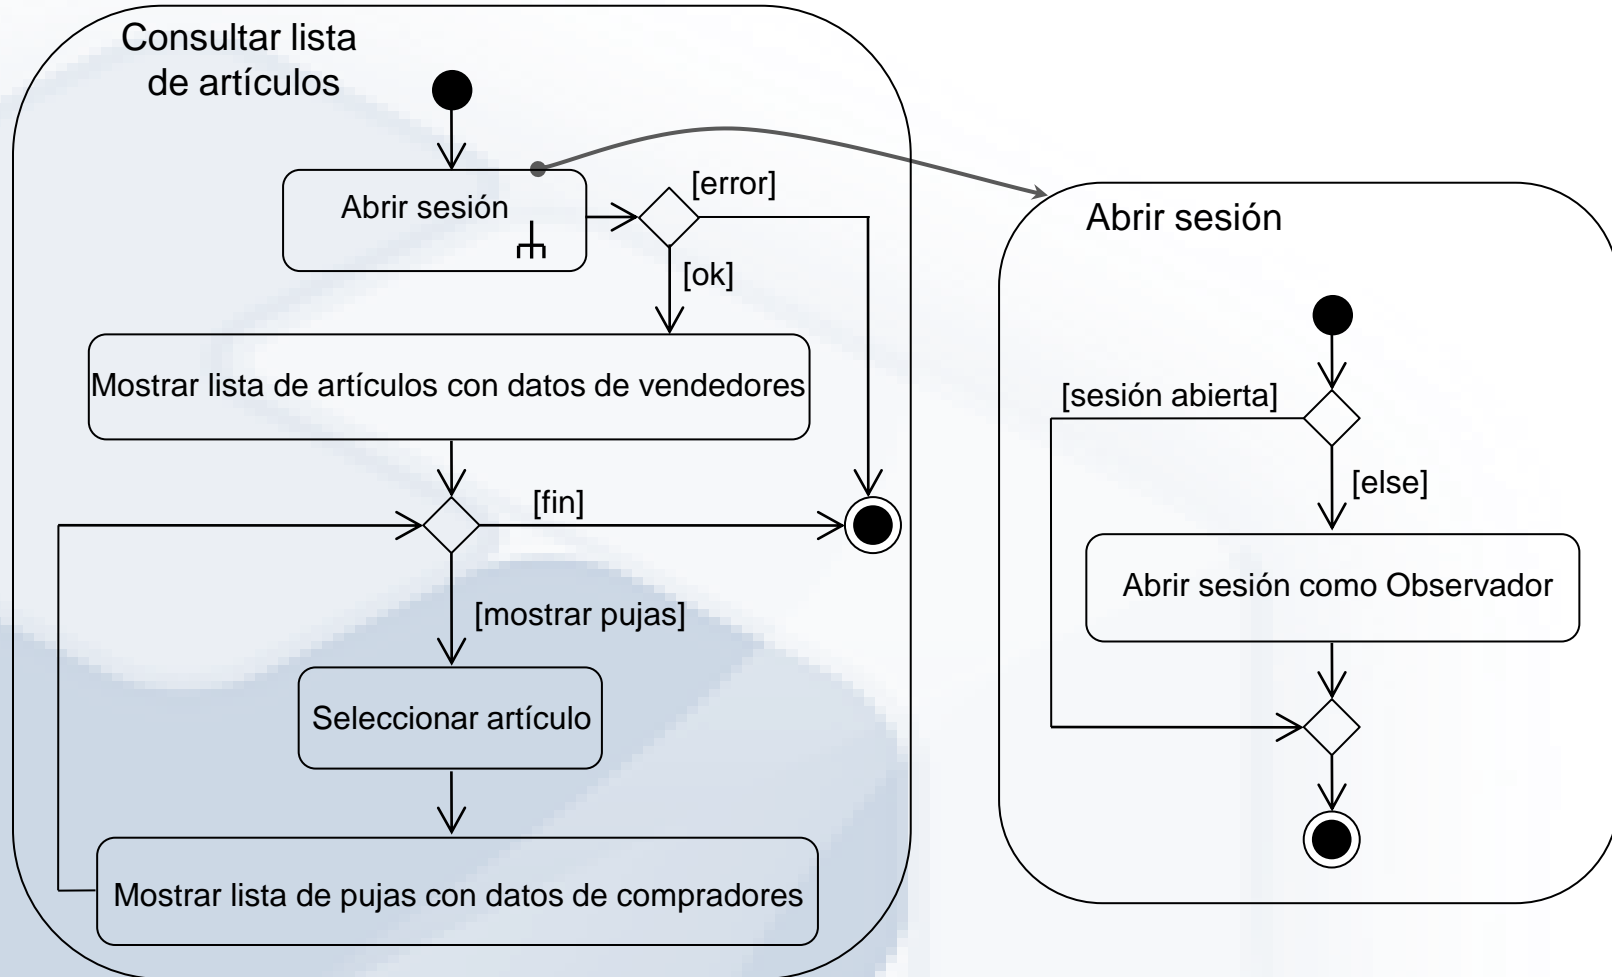 Consultar lista
de artículos
Abrir sesión
[error]
[ok]
Mostrar lista de artículos con datos de vendedores
[fin]
[mostrar pujas]
Seleccionar artículo
Mostrar lista de pujas con datos de compradores
Abrir sesión
[sesión abierta]
[else]
Abrir sesión como Observador